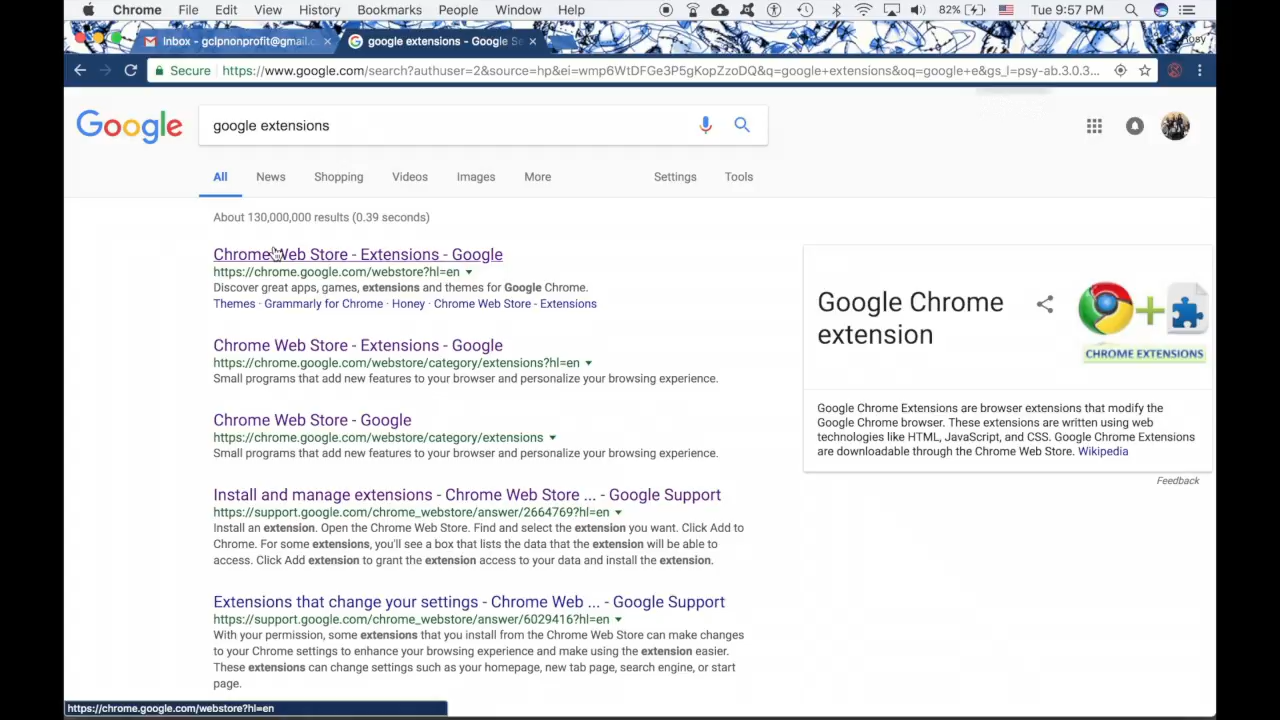 Chrome File Edit View History Bookmarks People Window Help 82% Tue 9:57 PM
Inbox - gclpnonprofit@gmail.c google extensions - Google Se
Secure https://www.google.com/search?authuser=2&source=hp&ei=wmp6WtDFGe3P5gKopZzoDQ&q=google+extensions&oq=google+e&gs_l=psy-ab.3.0.3...
Google google extensions
All News Shopping Videos Images More Settings Tools
About 130,000,000 results (0.39 seconds)
Chrome Web Store - Extensions - Google
https://chrome.google.com/webstore?hl=en
Discover great apps, games, extensions and themes for Google Chrome.
Themes · Grammarly for Chrome · Honey · Chrome Web Store - Extensions
Chrome Web Store - Extensions - Google
https://chrome.google.com/webstore/category/extensions?hl=en
Small programs that add new features to your browser and personalize your browsing experience.
Chrome Web Store - Google
https://chrome.google.com/webstore/category/extensions
Small programs that add new features to your browser and personalize your browsing experience.
Install and manage extensions - Chrome Web Store ... - Google Support
https://support.google.com/chrome_webstore/answer/2664769?hl=en
Install an extension. Open the Chrome Web Store. Find and select the extension you want. Click Add to
Chrome. For some extensions, you'll see a box that lists the data that the extension will be able to
access. Click Add extension to grant the extension access to your data and install the extension.
Extensions that change your settings - Chrome Web ... - Google Support
https://support.google.com/chrome_webstore/answer/6029416?hl=en
With your permission, some extensions that you install from the Chrome Web Store can make changes
to your Chrome settings to enhance your browsing experience and make using the extension easier.
These extensions can change settings such as your homepage, new tab page, search engine, or start
page.
Google Chrome
extension
CHROME EXTENSIONS
Google Chrome Extensions are browser extensions that modify the
Google Chrome browser. These extensions are written using web
technologies like HTML, JavaScript, and CSS. Google Chrome Extensions
are downloadable through the Chrome Web Store. Wikipedia
Feedback
https://chrome.google.com/webstore?hl=en